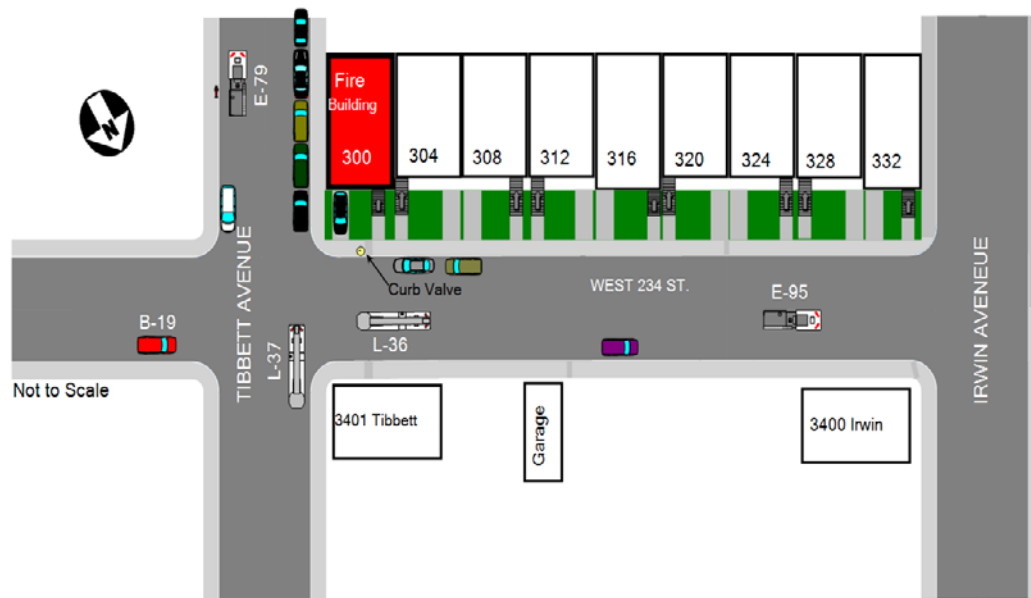 E-79
Fire
Building
300
304
308
312
316
320
324
328
332
N
Curb Valve
WEST 234 ST.
E-95
B-19
TIBBETT AVENUE
L-37
L-36
IRWIN AVENEUE
Not to Scale
3401 Tibbett
Garage
3400 Irwin